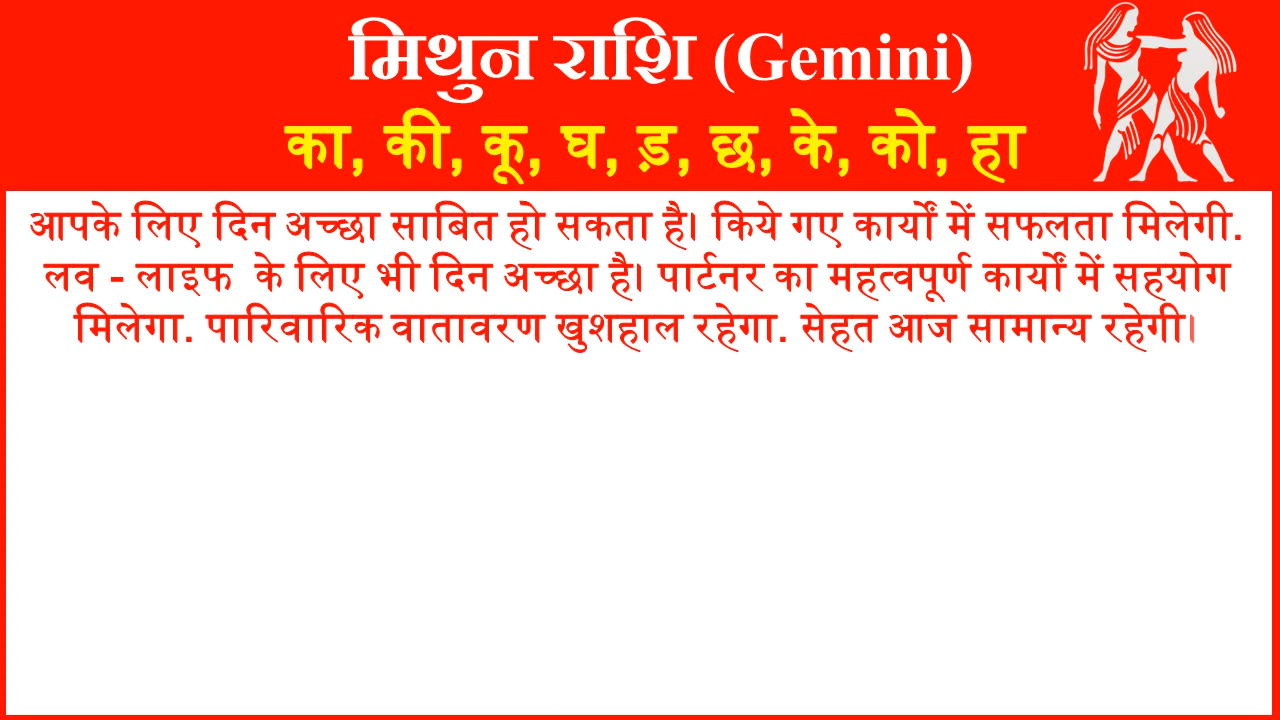 मिथुन राशि (Gemini)
का, की, कू, घ, ड़, छ, के, को, हा
आपके लिए दिन अच्छा साबित हो सकता है। किये गए कार्यों में सफलता मिलेगी.
लव - लाइफ के लिए भी दिन अच्छा है। पार्टनर का महत्वपूर्ण कार्यों में सहयोग
मिलेगा. पारिवारिक वातावरण खुशहाल रहेगा. सेहत आज सामान्य रहेगी।